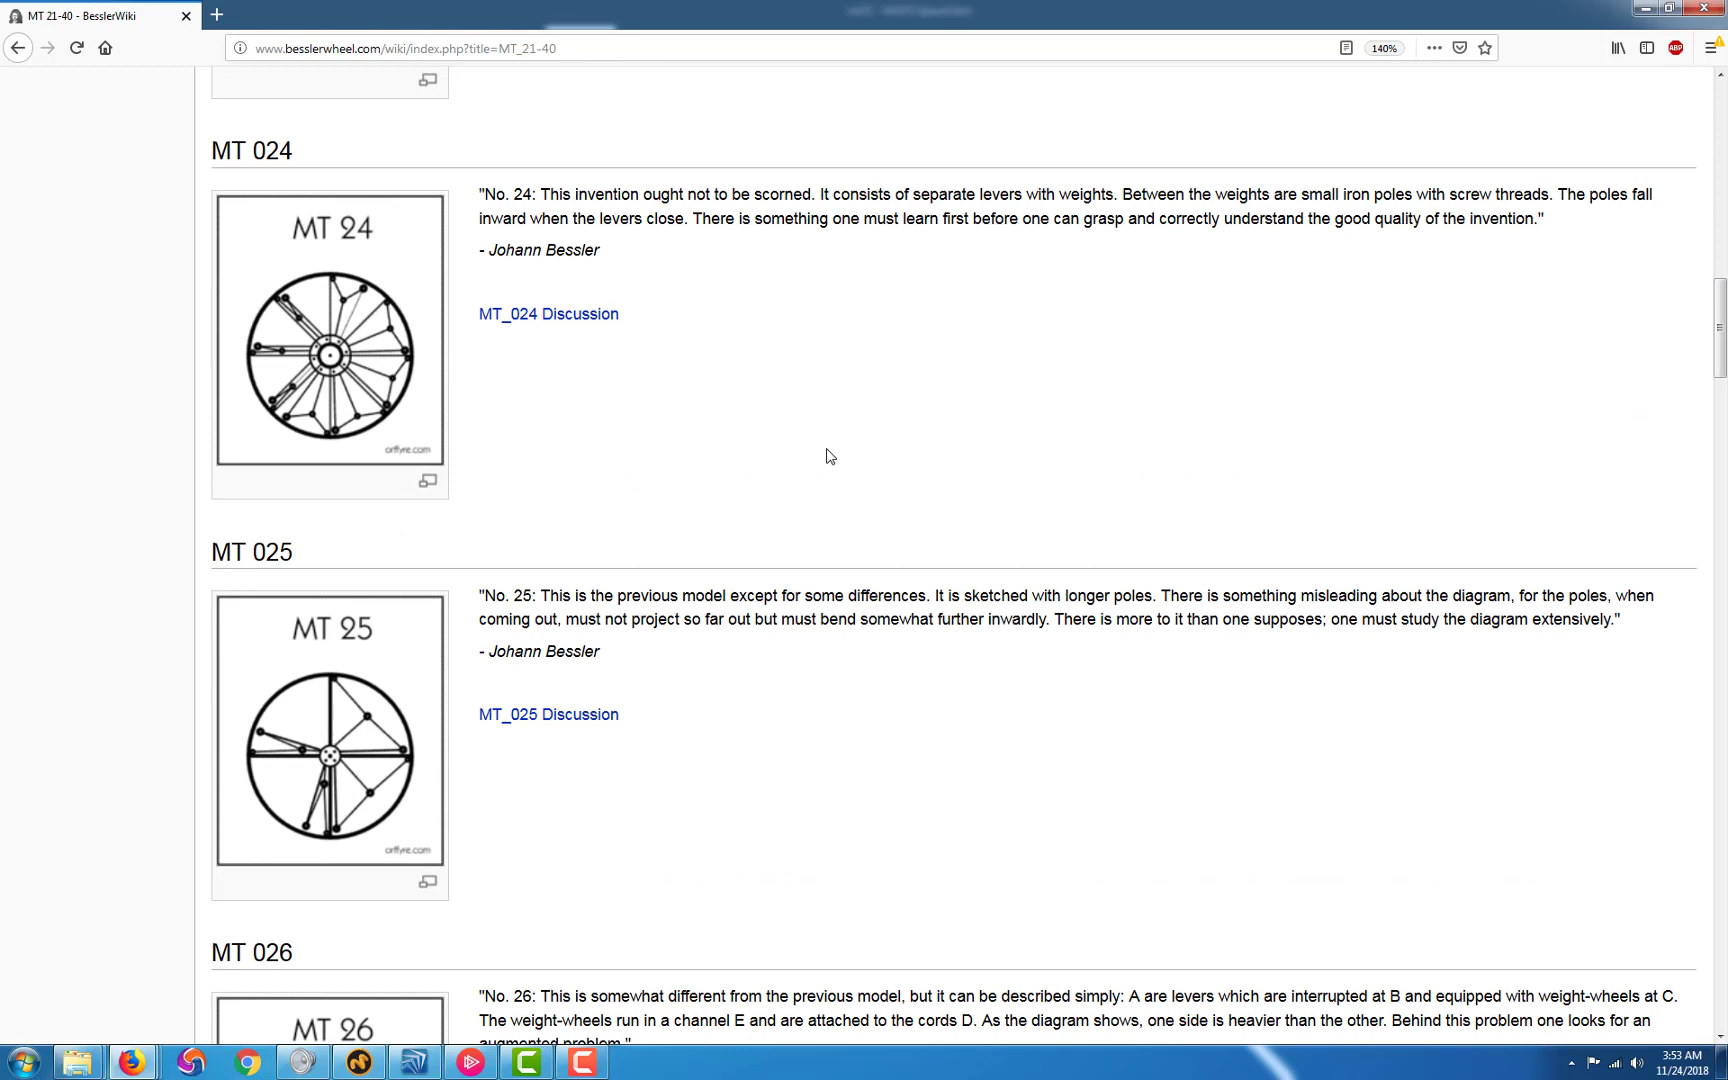 MT 21-40 - BesslerWiki
www.besslerwheel.com/wiki/index.php?title=MT_21-40
140%
ABP
MT 024
MT 24
orffyre.com
"No. 24: This invention ought not to be scorned. It consists of separate levers with weights. Between the weights are small iron poles with screw threads. The poles fall
inward when the levers close. There is something one must learn first before one can grasp and correctly understand the good quality of the invention."
- Johann Bessler
MT_024 Discussion
MT 025
MT 25
orffyre.com
"No. 25: This is the previous model except for some differences. It is sketched with longer poles. There is something misleading about the diagram, for the poles, when
coming out, must not project so far out but must bend somewhat further inwardly. There is more to it than one supposes; one must study the diagram extensively."
- Johann Bessler
MT_025 Discussion
MT 026
MT 26
"No. 26: This is somewhat different from the previous model, but it can be described simply: A are levers which are interrupted at B and equipped with weight-wheels at C.
The weight-wheels run in a channel E and are attached to the cords D. As the diagram shows, one side is heavier than the other. Behind this problem one looks for an
augmented problem."
3:53 AM
11/24/2018